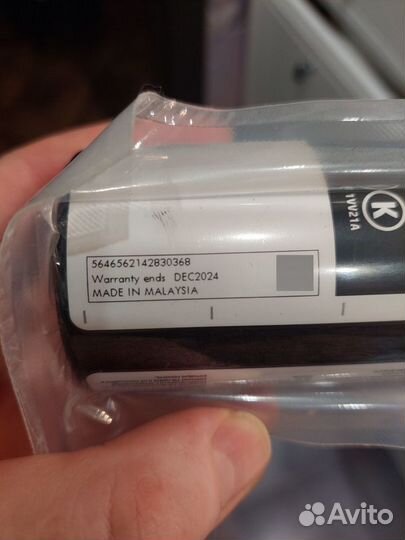 5646562142830368
Warranty ends DEC2024
MADE IN MALAYSIA
K
1VV21A
Avito